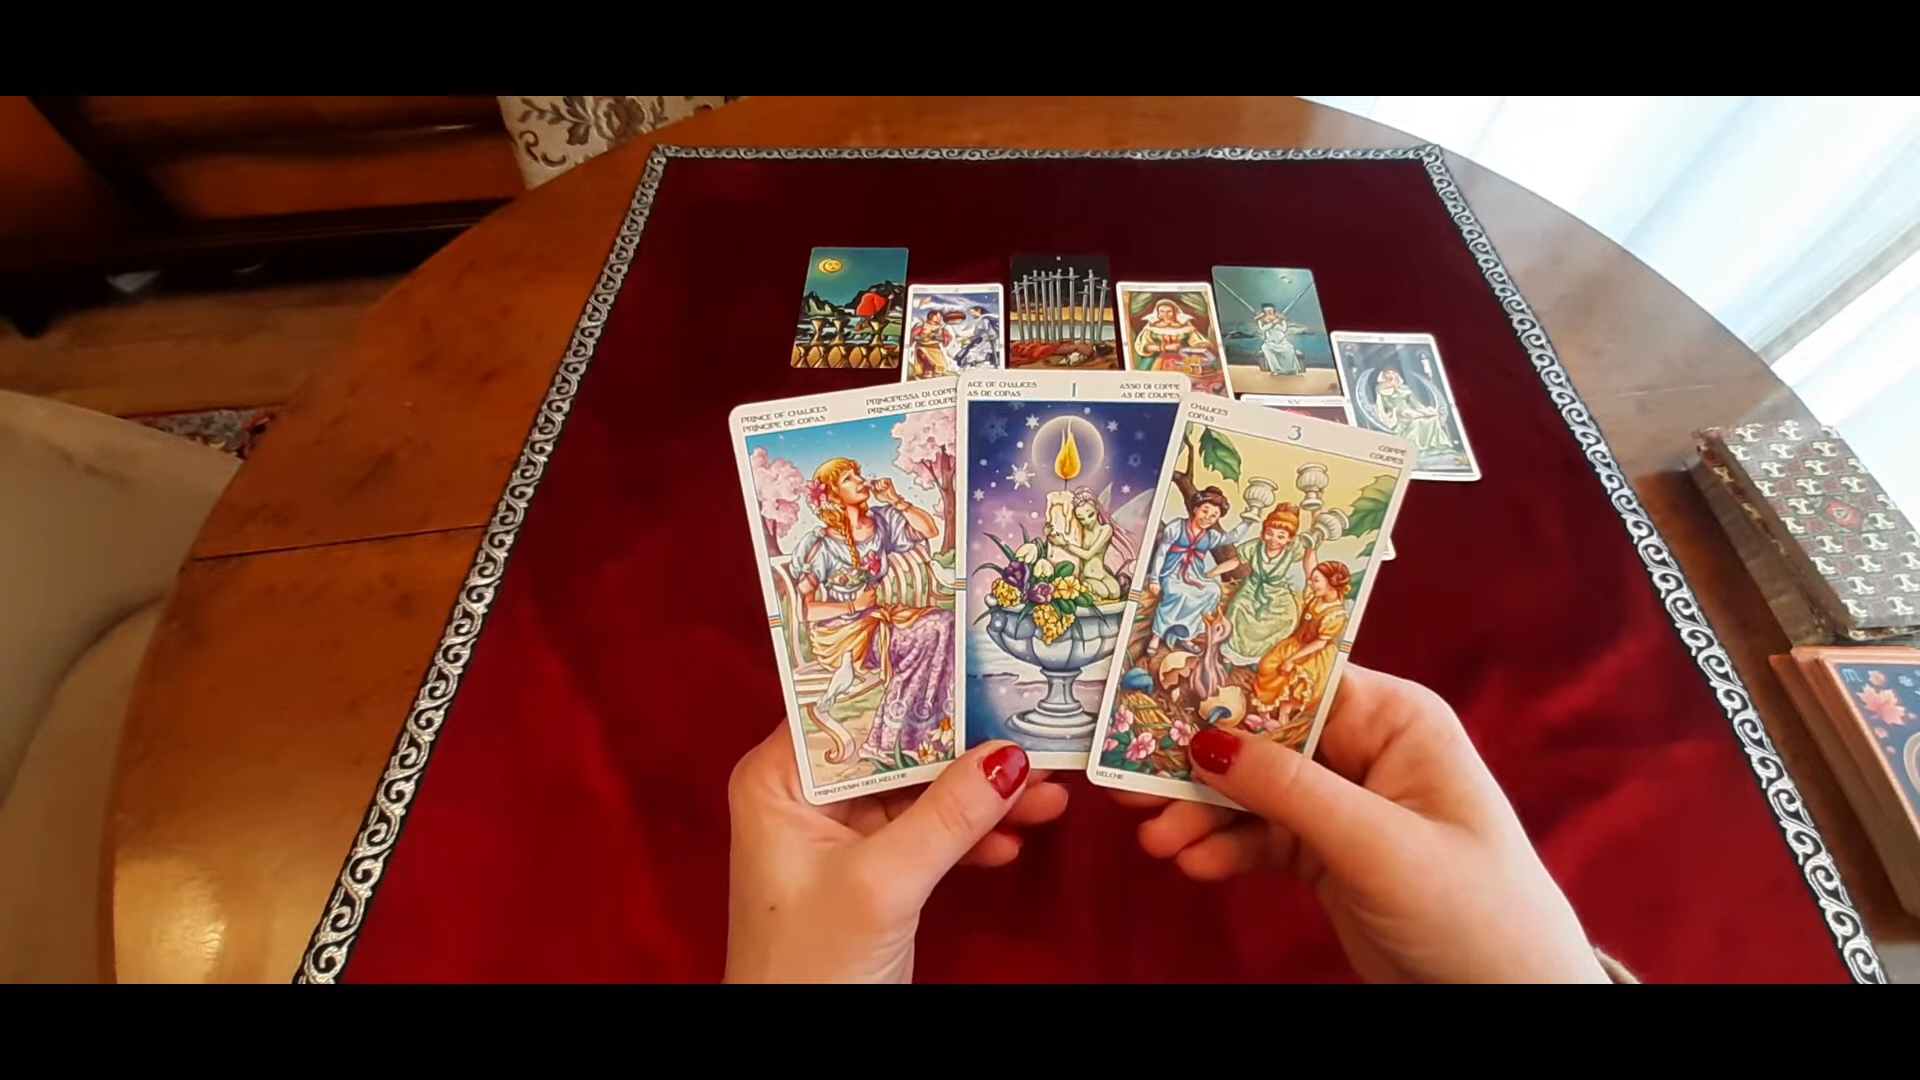 PRINCE OF CHALICES
PRINCIPE DE COPAS
PRINCIPESSA DI COPPE
PRINCESSE DE COUPES
PRINZESSIN DER KELCHE
ACE OF CHALICES
AS DE COPAS
1
ASSO DI COPPE
AS DE COUPES
CHALICES
COPAS
3
COPPE
COUPES
KELCHE
XV